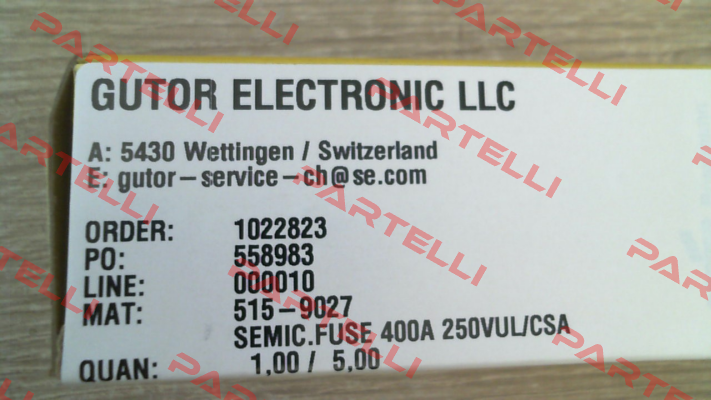 GUTOR ELECTRONIC LLC
A: 5430 Wettingen / Switzerland
E: gutor-service-ch@se.com
ORDER: 1022823
PO: 558983
LINE: 000010
MAT: 515-9027
SEMIC.FUSE 400A 250VUL/CSA
QUAN: 1,00 / 5,00
PARTELLI
PARTELLI
PARTELLI
PARTELLI
PARTELLI
PARTELLI
PARTELLI